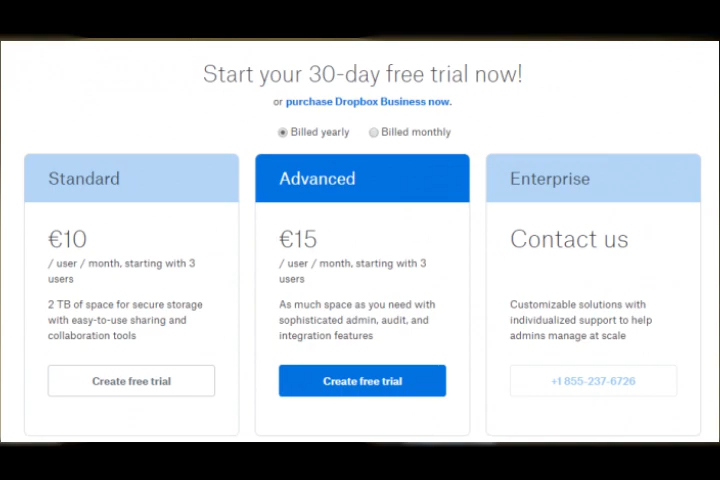 Start your 30-day free trial now!
or purchase Dropbox Business now.
Billed yearly Billed monthly
Standard
€10
/ user / month, starting with 3
users
2 TB of space for secure storage
with easy-to-use sharing and
collaboration tools
Create free trial
Advanced
€15
/ user / month, starting with 3
users
As much space as you need with
sophisticated admin, audit, and
integration features
Create free trial
Enterprise
Contact us
Customizable solutions with
individualized support to help
admins manage at scale
+1 855-237-6726